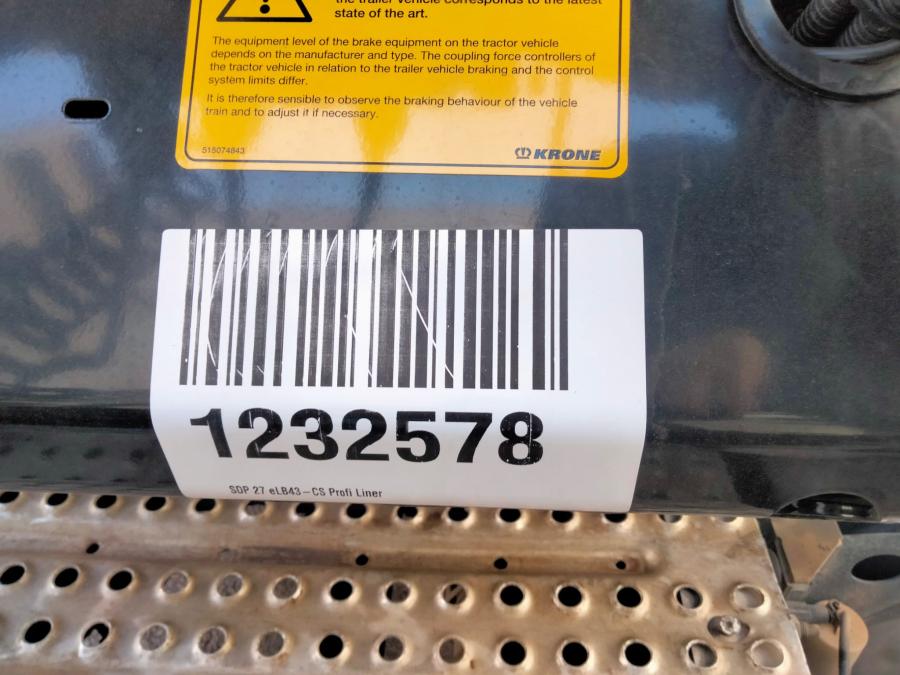 the trailer vehicle corresponds to the latest
state of the art.
The equipment level of the brake equipment on the tractor vehicle
depends on the manufacturer and type. The coupling force controllers of
the tractor vehicle in relation to the trailer vehicle braking and the control
system limits differ.
It is therefore sensible to observe the braking behaviour of the vehicle
train and to adjust it if necessary.
515074843
KRONE
1232578
SDP 27 eLB43-CS Profi Liner